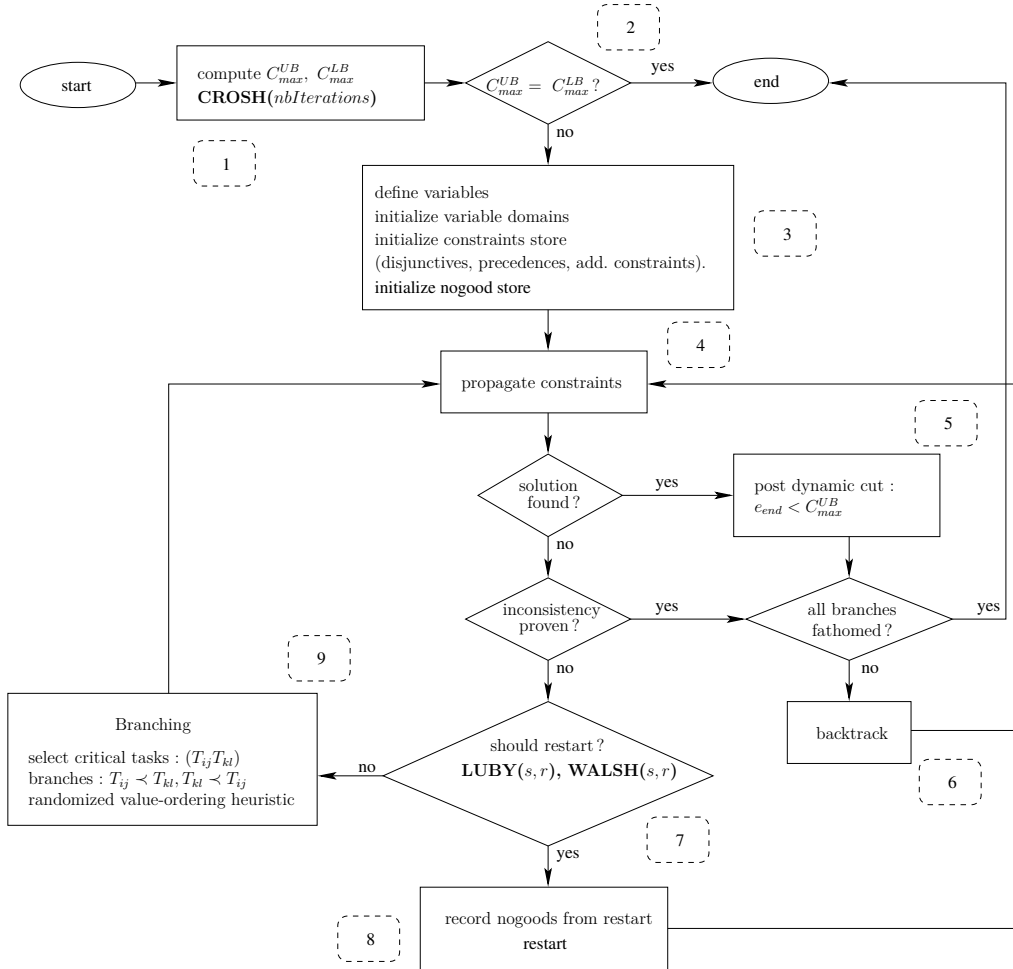 2
start
compute C_{max}^{UB}, C_{max}^{LB}
CROSH(nbIterations)
C_{max}^{UB} = C_{max}^{LB} ?
yes
end
no
1
define variables
initialize variable domains
initialize constraints store
(disjunctives, precedences, add. constraints).
initialize nogood store
3
4
propagate constraints
5
solution
found ?
yes
post dynamic cut :
e_{end} < C_{max}^{UB}
no
inconsistency
proven ?
yes
all branches
fathomed ?
yes
no
no
9
Branching
select critical tasks : (T_{ij}T_{kl})
branches : T_{ij} ≺ T_{kl}, T_{kl} ≺ T_{ij}
randomized value-ordering heuristic
no
should restart ?
LUBY(s, r), WALSH(s, r)
backtrack
6
7
yes
8
record nogoods from restart
restart